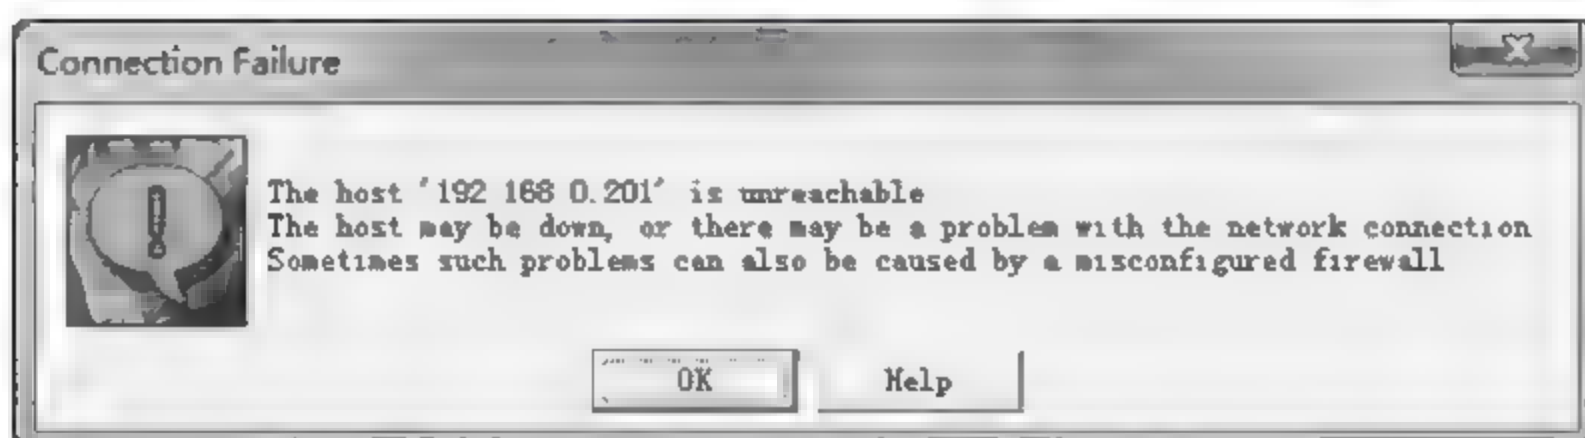 Connection Failure
The host '192 168 0.201' is unreachable
The host may be down, or there may be a problem with the network connection
Sometimes such problems can also be caused by a misconfigured firewall
OK
Help